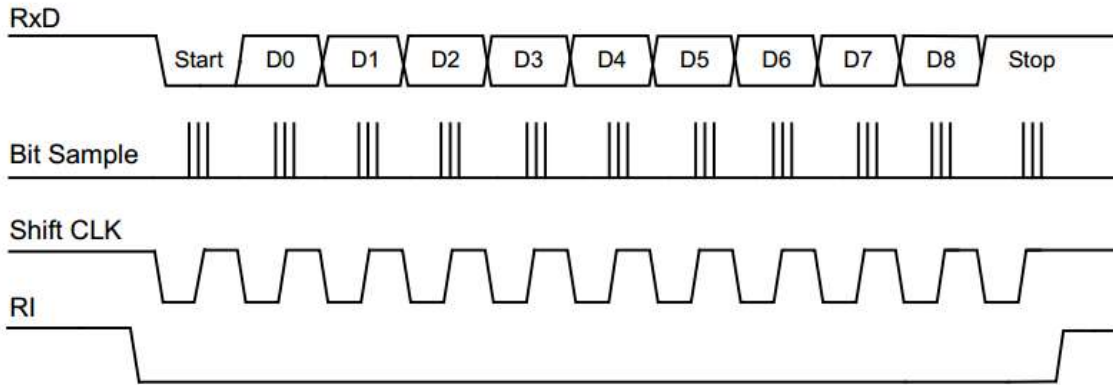 RxD
Start D0 D1 D2 D3 D4 D5 D6 D7 D8 Stop
Bit Sample
Shift CLK
RI